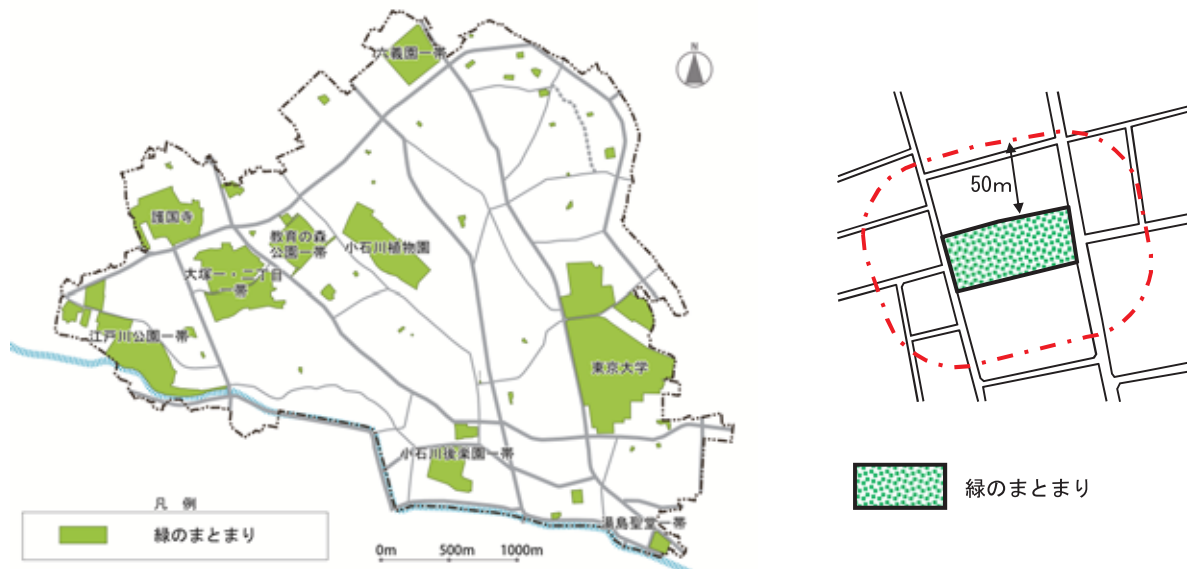 六義園一帯
N
護国寺
教育の森
公園一帯
小石川植物園
大塚一・二丁目
一帯
江戸川公園一帯
東京大学
小石川後楽園一帯
湯島聖堂一帯
凡 例
緑のまとまり
0m 500m 1000m
50m
緑のまとまり